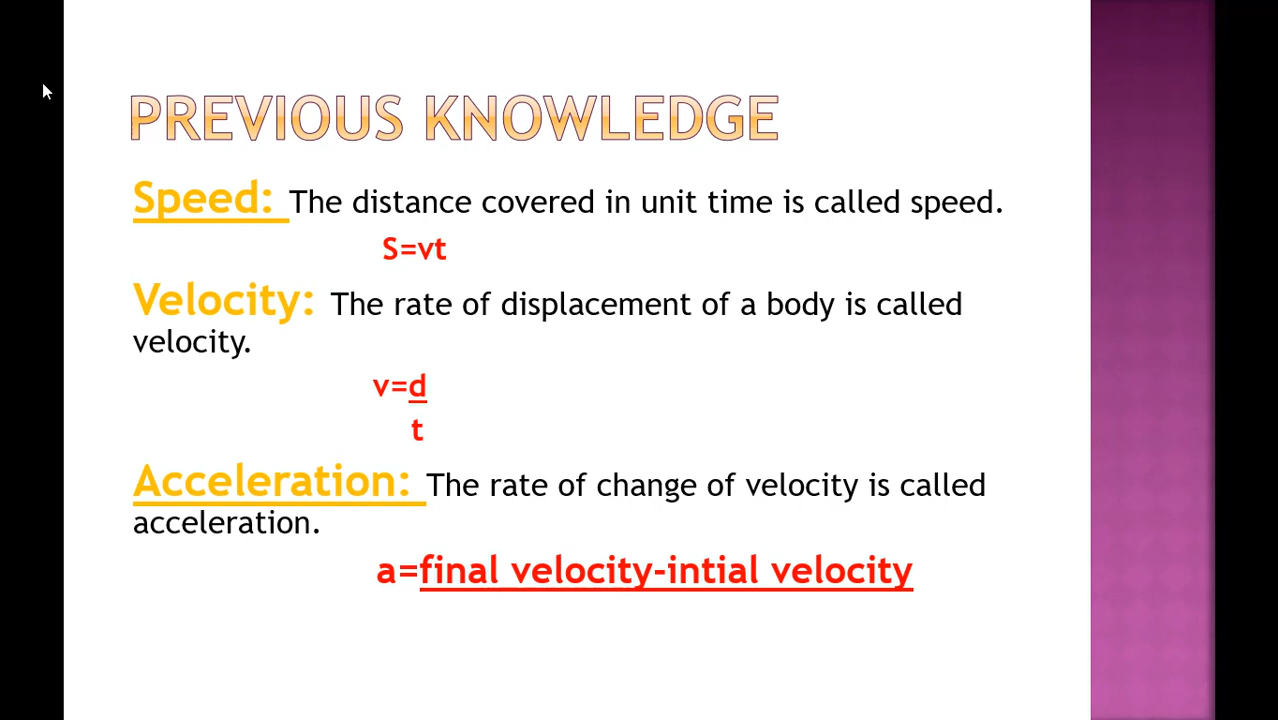 PREVIOUS KNOWLEDGE
Speed: The distance covered in unit time is called speed.
S=vt
Velocity: The rate of displacement of a body is called
velocity.
v=d
t
Acceleration: The rate of change of velocity is called
acceleration.
a=final velocity-intial velocity